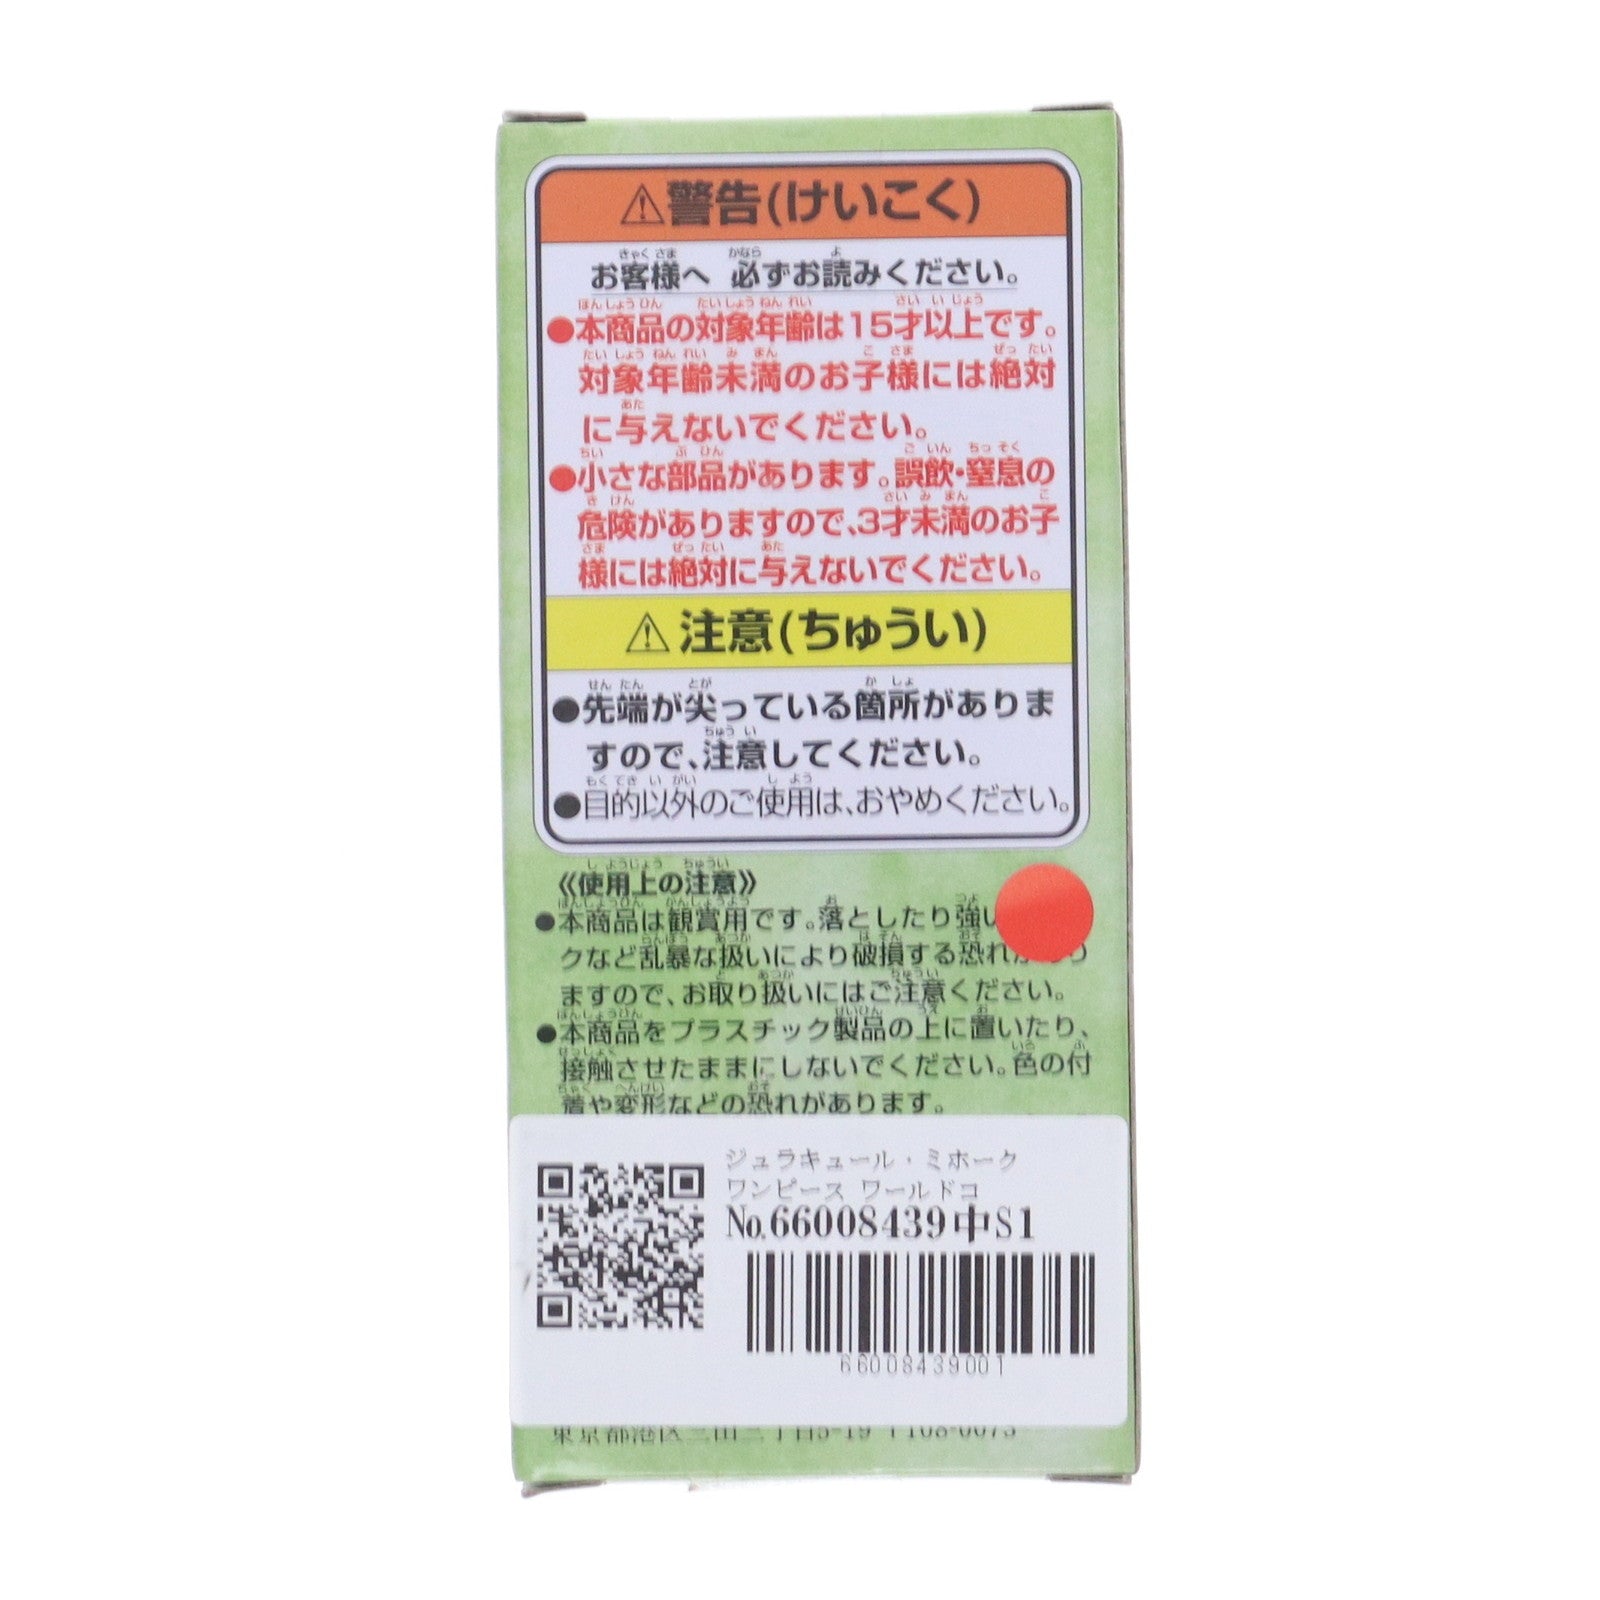 ⚠警告(けいこく)
お客様へ 必ずお読みください。
●本商品の対象年齢は15才以上です。
対象年齢未満のお子様には絶対
に与えないでください。
●小さな部品があります。誤飲・窒息の
危険がありますので、3才未満のお子
様には絶対に与えないでください。
⚠注意(ちゅうい)
●先端が尖っている箇所がありま
すので、注意してください。
●目的以外のご使用は、おやめください。
《使用上の注意》
●本商品は観賞用です。落としたり強い
クなど乱暴な扱いにより破損する恐れが
ますので、お取り扱いにはご注意ください。
●本商品をプラスチック製品の上に置いたり、
接触させたままにしないでください。色の付
着や変形などの恐れがあります。
ジュラキュール・ミホーク
ワンピース ワールドコ
No.66008439中S1
66008439001
東京都港区三田三丁目5-19 〒108-0073